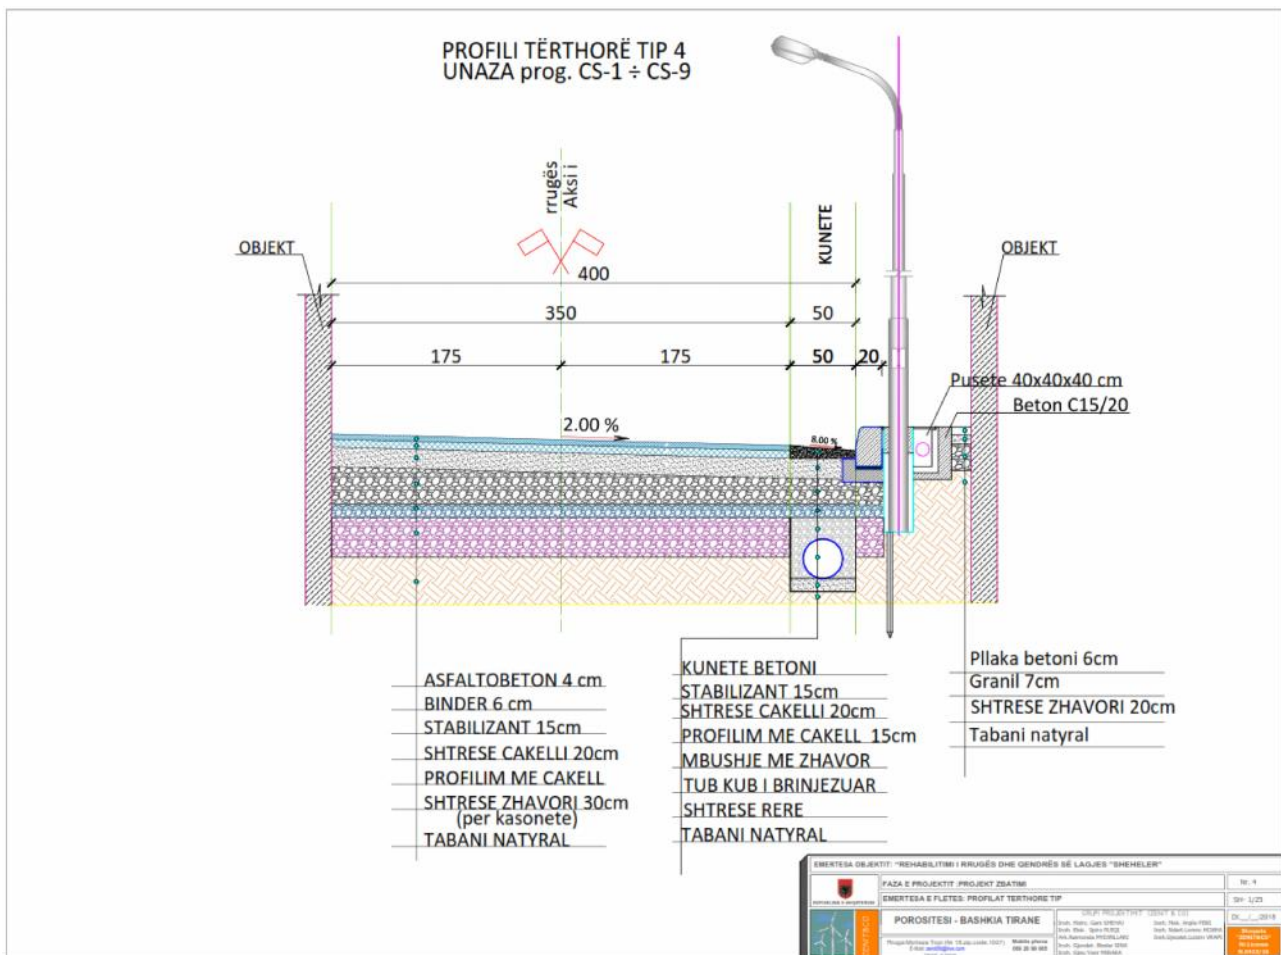 PROFILI TËRTHORË TIP 4
UNAZA prog. CS-1 ÷ CS-9
Aksi i
rrugës
KUNETE
OBJEKT
OBJEKT
400
350
50
175
175
50
20
Pusete 40x40x40 cm
Beton C15/20
2.00 %
8.00 %
ASFALTOBETON 4 cm
BINDER 6 cm
STABILIZANT 15cm
SHTRESE CAKELLI 20cm
PROFILIM ME CAKELL
SHTRESE ZHAVORI 30cm
(per kasonete)
TABANI NATYRAL
KUNETE BETONI
STABILIZANT 15cm
SHTRESE CAKELLI 20cm
PROFILIM ME CAKELL 15cm
MBUSHJE ME ZHAVOR
TUB KUB I BRINJEZUAR
SHTRESE RERE
TABANI NATYRAL
Pllaka betoni 6cm
Granil 7cm
SHTRESE ZHAVORI 20cm
Tabani natyral
EMERTESA OBJEKTIT: "REHABILITIMI I RRUGËS DHE QENDRËS SË LAGJES "SHEHELER"
FAZA E PROJEKTIT :PROJEKT ZBATIMI
Nr. 4
EMERTESA E FLETES: PROFILAT TERTHORE TIP
SH- 1/25
POROSITESI - BASHKIA TIRANE